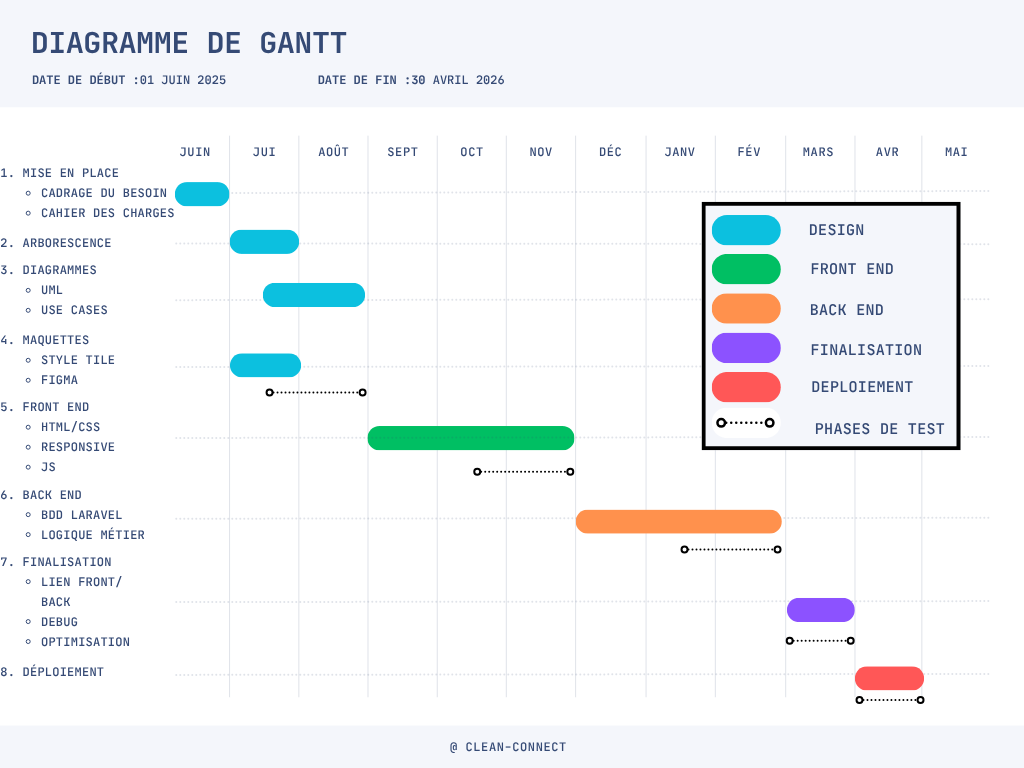 DIAGRAMME DE GANTT
DATE DE DÉBUT :01 JUIN 2025 DATE DE FIN :30 AVRIL 2026
JUIN JUI AOÛT SEPT OCT NOV DÉC JANV FÉV MARS AVR MAI
1. MISE EN PLACE
CADRAGE DU BESOIN
CAHIER DES CHARGES
2. ARBORESCENCE
3. DIAGRAMMES
UML
USE CASES
4. MAQUETTES
STYLE TILE
FIGMA
5. FRONT END
HTML/CSS
RESPONSIVE
JS
6. BACK END
BDD LARAVEL
LOGIQUE MÉTIER
7. FINALISATION
LIEN FRONT/
BACK
DEBUG
OPTIMISATION
8. DÉPLOIEMENT
DESIGN
FRONT END
BACK END
FINALISATION
DEPLOIEMENT
PHASES DE TEST
@ CLEAN-CONNECT